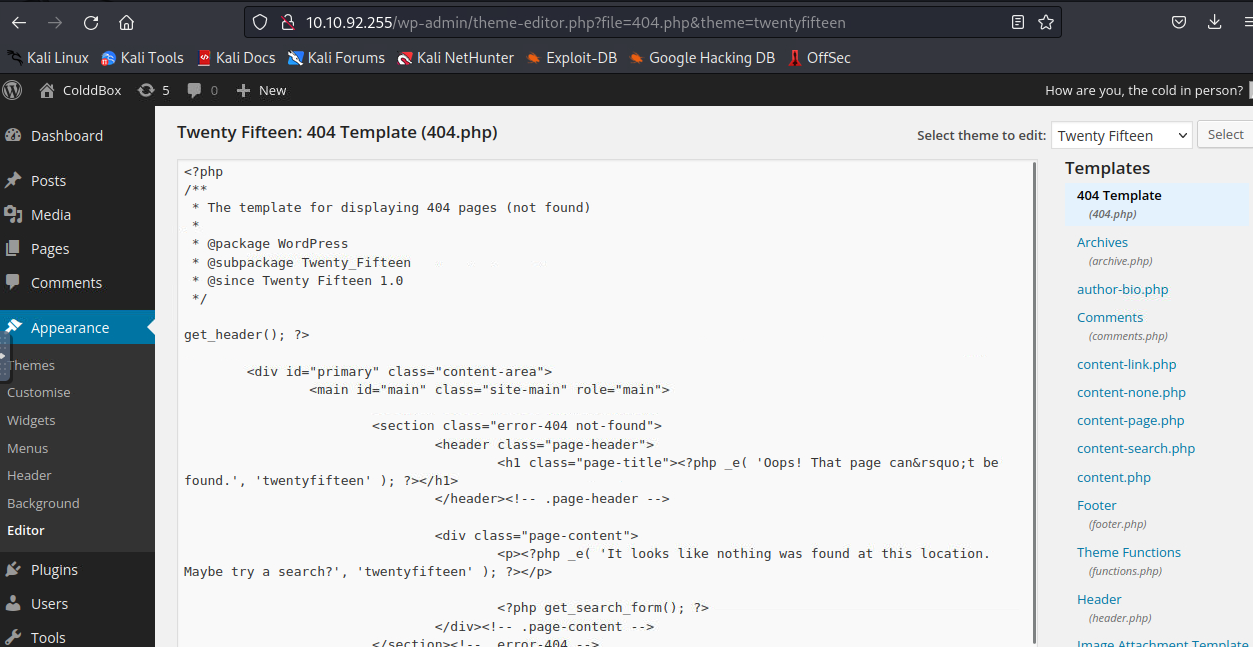 10.10.92.255/wp-admin/theme-editor.php?file=404.php&theme=twentyfifteen
Kali Linux Kali Tools Kali Docs Kali Forums Kali NetHunter Exploit-DB Google Hacking DB OffSec
ColddBox 5 0 New How are you, the cold in person?
Dashboard
Posts
Media
Pages
Comments
Appearance
Themes
Customise
Widgets
Menus
Header
Background
Editor
Plugins
Users
Tools
Twenty Fifteen: 404 Template (404.php)
Select theme to edit: Twenty Fifteen Select
<?php
/**
 * The template for displaying 404 pages (not found)
 *
 * @package WordPress
 * @subpackage Twenty_Fifteen
 * @since Twenty Fifteen 1.0
 */
get_header(); ?>
<div id="primary" class="content-area">
<main id="main" class="site-main" role="main">
<section class="error-404 not-found">
<header class="page-header">
<h1 class="page-title"><?php _e( 'Oops! That page can&rsquo;t be
found.', 'twentyfifteen' ); ?></h1>
</header><!-- .page-header -->
<div class="page-content">
<p><?php _e( 'It looks like nothing was found at this location.
Maybe try a search?', 'twentyfifteen' ); ?></p>
<?php get_search_form(); ?>
</div><!-- .page-content -->
</section><!-- .error-404 -->
Templates
404 Template
(404.php)
Archives
(archive.php)
author-bio.php
Comments
(comments.php)
content-link.php
content-none.php
content-page.php
content-search.php
content.php
Footer
(footer.php)
Theme Functions
(functions.php)
Header
(header.php)
Image Attachment Template